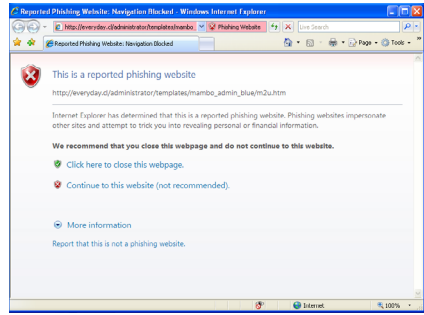 Reported Phishing Website: Navigation Blocked - Windows Internet Explorer
http://everyday.cl/administrator/templates/mambo_ Phishing Website Live Search
Reported Phishing Website: Navigation Blocked Page Tools
This is a reported phishing website
http://everyday.cl/administrator/templates/mambo_admin_blue/m2u.htm
Internet Explorer has determined that this is a reported phishing website. Phishing websites impersonate
other sites and attempt to trick you into revealing personal or financial information.
We recommend that you close this webpage and do not continue to this website.
Click here to close this webpage.
Continue to this website (not recommended).
More information
Report that this is not a phishing website.
Internet 100%